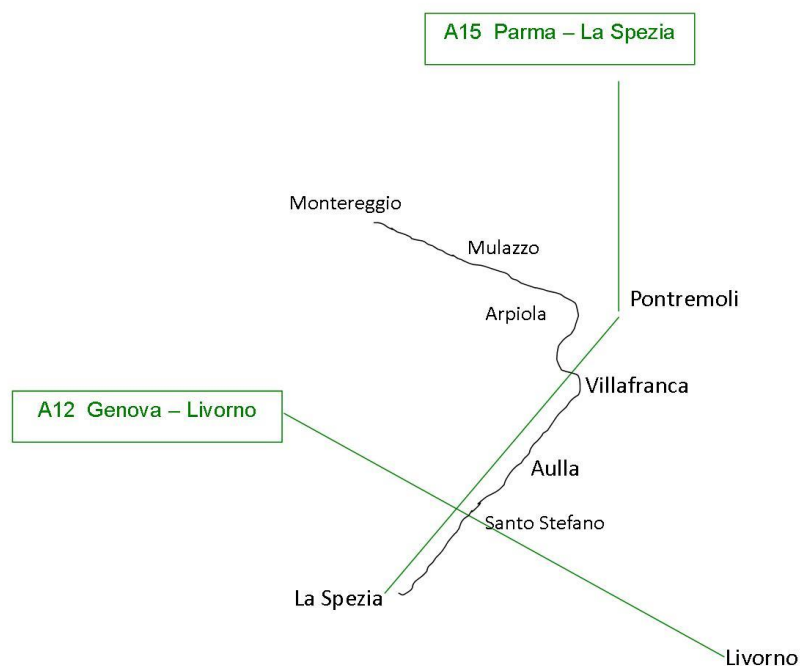 A15 Parma – La Spezia
Montereggio
Mulazzo
Pontremoli
Arpiola
Villafranca
A12 Genova – Livorno
Aulla
Santo Stefano
La Spezia
Livorno